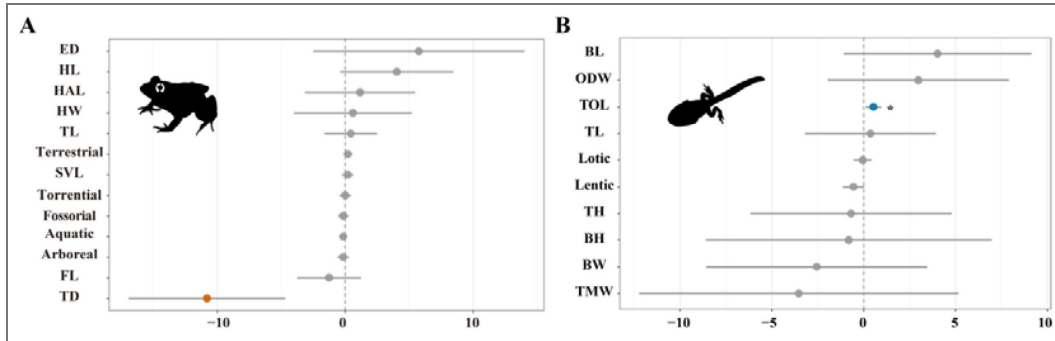 A
ED
HL
HAL
HW
TL
Terrestrial
SVL
Torrential
Fossorial
Aquatic
Arboreal
FL
TD
−10 0 10
B
BL
ODW
TOL *
TL
Lotic
Lentic
TH
BH
BW
TMW
−10 −5 0 5 10